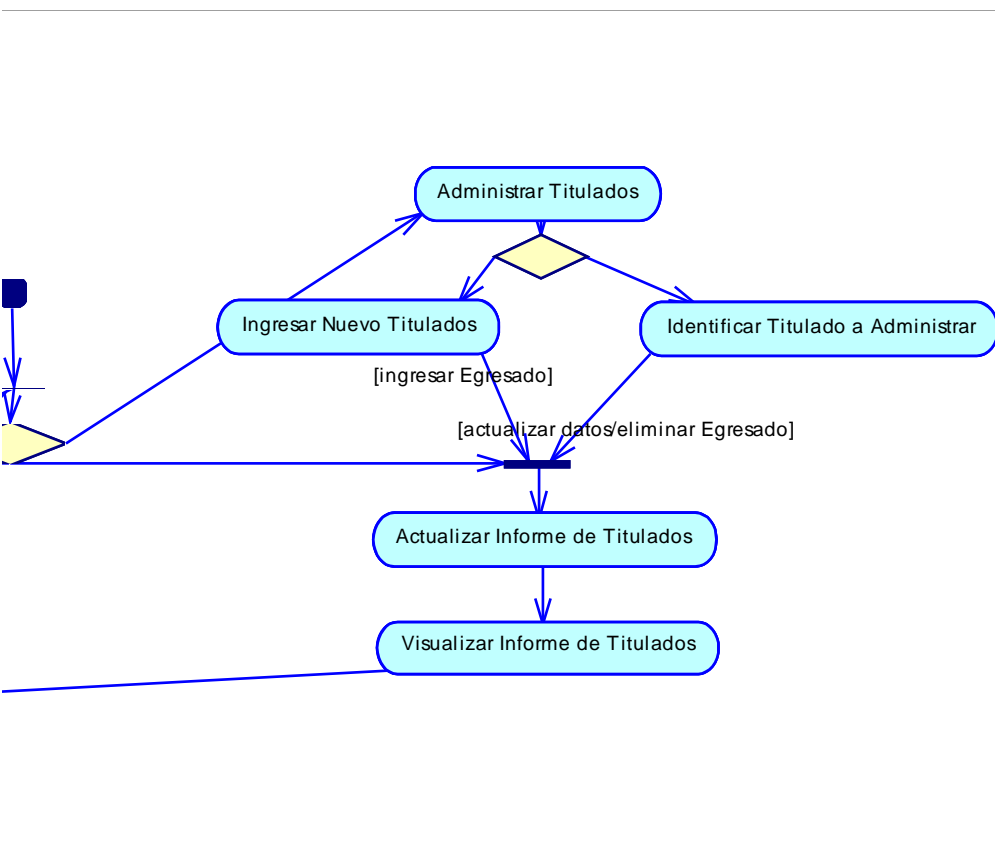 Administrar Titulados
Ingresar Nuevo Titulados
Identificar Titulado a Administrar
[ingresar Egresado]
[actualizar datos/eliminar Egresado]
Actualizar Informe de Titulados
Visualizar Informe de Titulados